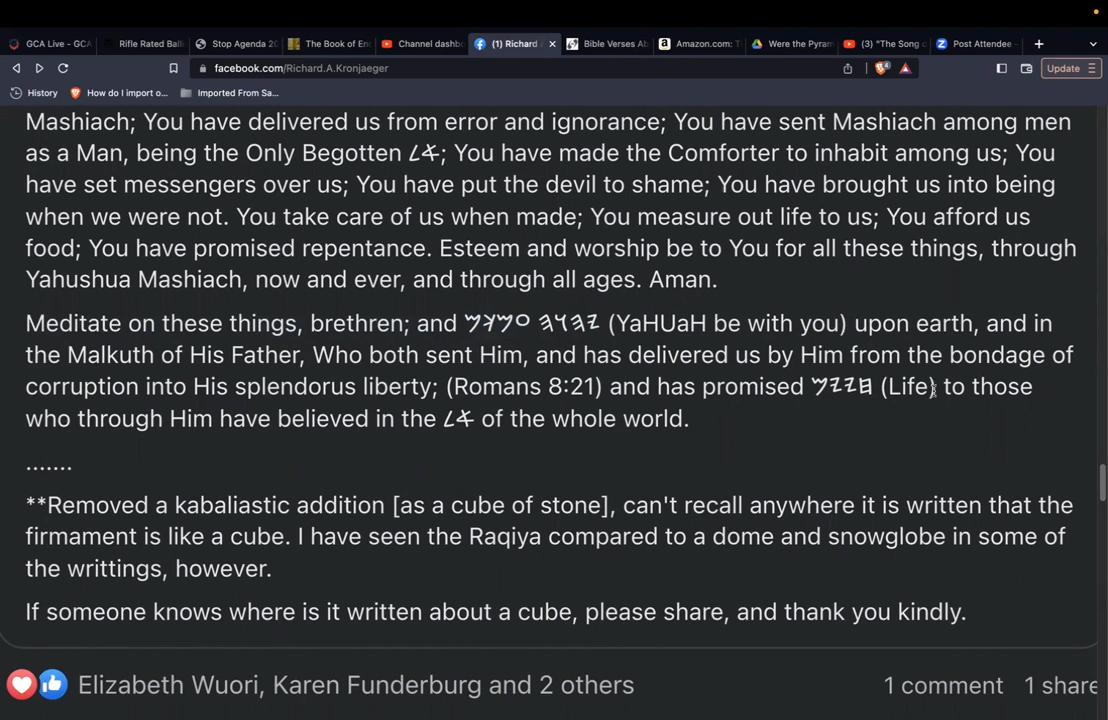 GCA Live - GCA
Rifle Rated Balli
Stop Agenda 20
The Book of Eno
Channel dashbo
(1) Richard A
Bible Verses Ab
Amazon.com: T
Were the Pyram
(3) "The Song o
Post Attendee -
facebook.com/Richard.A.Kronjaeger
4
Update
History
How do I import o...
Imported From Sa...
Mashiach; You have delivered us from error and ignorance; You have sent Mashiach among men
as a Man, being the Only Begotten 𐤀𐤋; You have made the Comforter to inhabit among us; You
have set messengers over us; You have put the devil to shame; You have brought us into being
when we were not. You take care of us when made; You measure out life to us; You afford us
food; You have promised repentance. Esteem and worship be to You for all these things, through
Yahushua Mashiach, now and ever, and through all ages. Aman.
Meditate on these things, brethren; and 𐤉𐤄𐤅𐤄 𐤏𐤌𐤊𐤌 (YaHUaH be with you) upon earth, and in
the Malkuth of His Father, Who both sent Him, and has delivered us by Him from the bondage of
corruption into His splendorus liberty; (Romans 8:21) and has promised 𐤇𐤉𐤉𐤌 (Life) to those
who through Him have believed in the 𐤀𐤋 of the whole world.
.......
**Removed a kabaliastic addition [as a cube of stone], can't recall anywhere it is written that the
firmament is like a cube. I have seen the Raqiya compared to a dome and snowglobe in some of
the writtings, however.
If someone knows where is it written about a cube, please share, and thank you kindly.
Elizabeth Wuori, Karen Funderburg and 2 others
1 comment
1 share